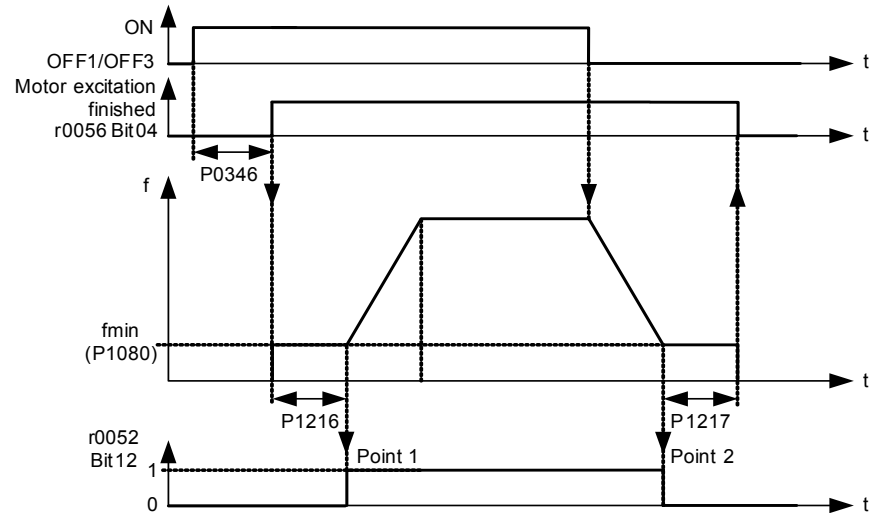 ON
OFF1/OFF3
t
Motor excitation
finished
r0056 Bit04
t
P0346
f
fmin
(P1080)
t
P1216
P1217
r0052
Bit12
Point 1
Point 2
1
0
t